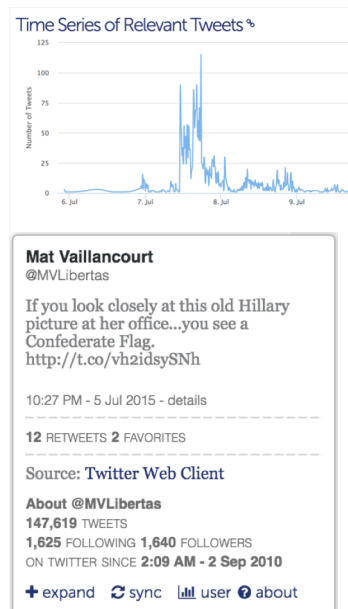 Time Series of Relevant Tweets
125
100
75
50
25
0
Number of Tweets
6. Jul 7. Jul 8. Jul 9. Jul
Mat Vaillancourt
@MVLibertas
If you look closely at this old Hillary
picture at her office...you see a
Confederate Flag.
http://t.co/vh2idsySNh
10:27 PM - 5 Jul 2015 - details
12 RETWEETS 2 FAVORITES
Source: Twitter Web Client
About @MVLibertas
147,619 TWEETS
1,625 FOLLOWING 1,640 FOLLOWERS
ON TWITTER SINCE 2:09 AM - 2 Sep 2010
expand sync user about